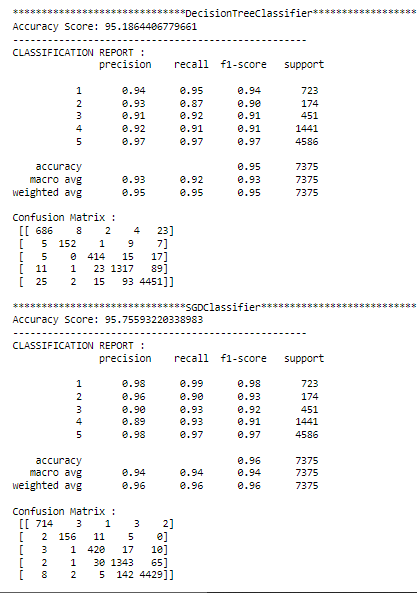 ******************************DecisionTreeClassifier******************
Accuracy Score: 95.1864406779661
---------------------------------------------------
CLASSIFICATION REPORT :
               precision    recall  f1-score   support

           1       0.94      0.95      0.94       723
           2       0.93      0.87      0.90       174
           3       0.91      0.92      0.91       451
           4       0.92      0.91      0.91      1441
           5       0.97      0.97      0.97      4586

    accuracy                           0.95      7375
   macro avg       0.93      0.92      0.93      7375
weighted avg       0.95      0.95      0.95      7375

Confusion Matrix :
 [[ 686    8    2    4   23]
 [   5  152    1    9    7]
 [   5    0  414   15   17]
 [  11    1   23 1317   89]
 [  25    2   15   93 4451]]

******************************SGDClassifier***************************
Accuracy Score: 95.75593220338983
---------------------------------------------------
CLASSIFICATION REPORT :
               precision    recall  f1-score   support

           1       0.98      0.99      0.98       723
           2       0.96      0.90      0.93       174
           3       0.90      0.93      0.92       451
           4       0.89      0.93      0.91      1441
           5       0.98      0.97      0.97      4586

    accuracy                           0.96      7375
   macro avg       0.94      0.94      0.94      7375
weighted avg       0.96      0.96      0.96      7375

Confusion Matrix :
 [[ 714    3    1    3    2]
 [   2  156   11    5    0]
 [   3    1  420   17   10]
 [   2    1   30 1343   65]
 [   8    2    5  142 4429]]